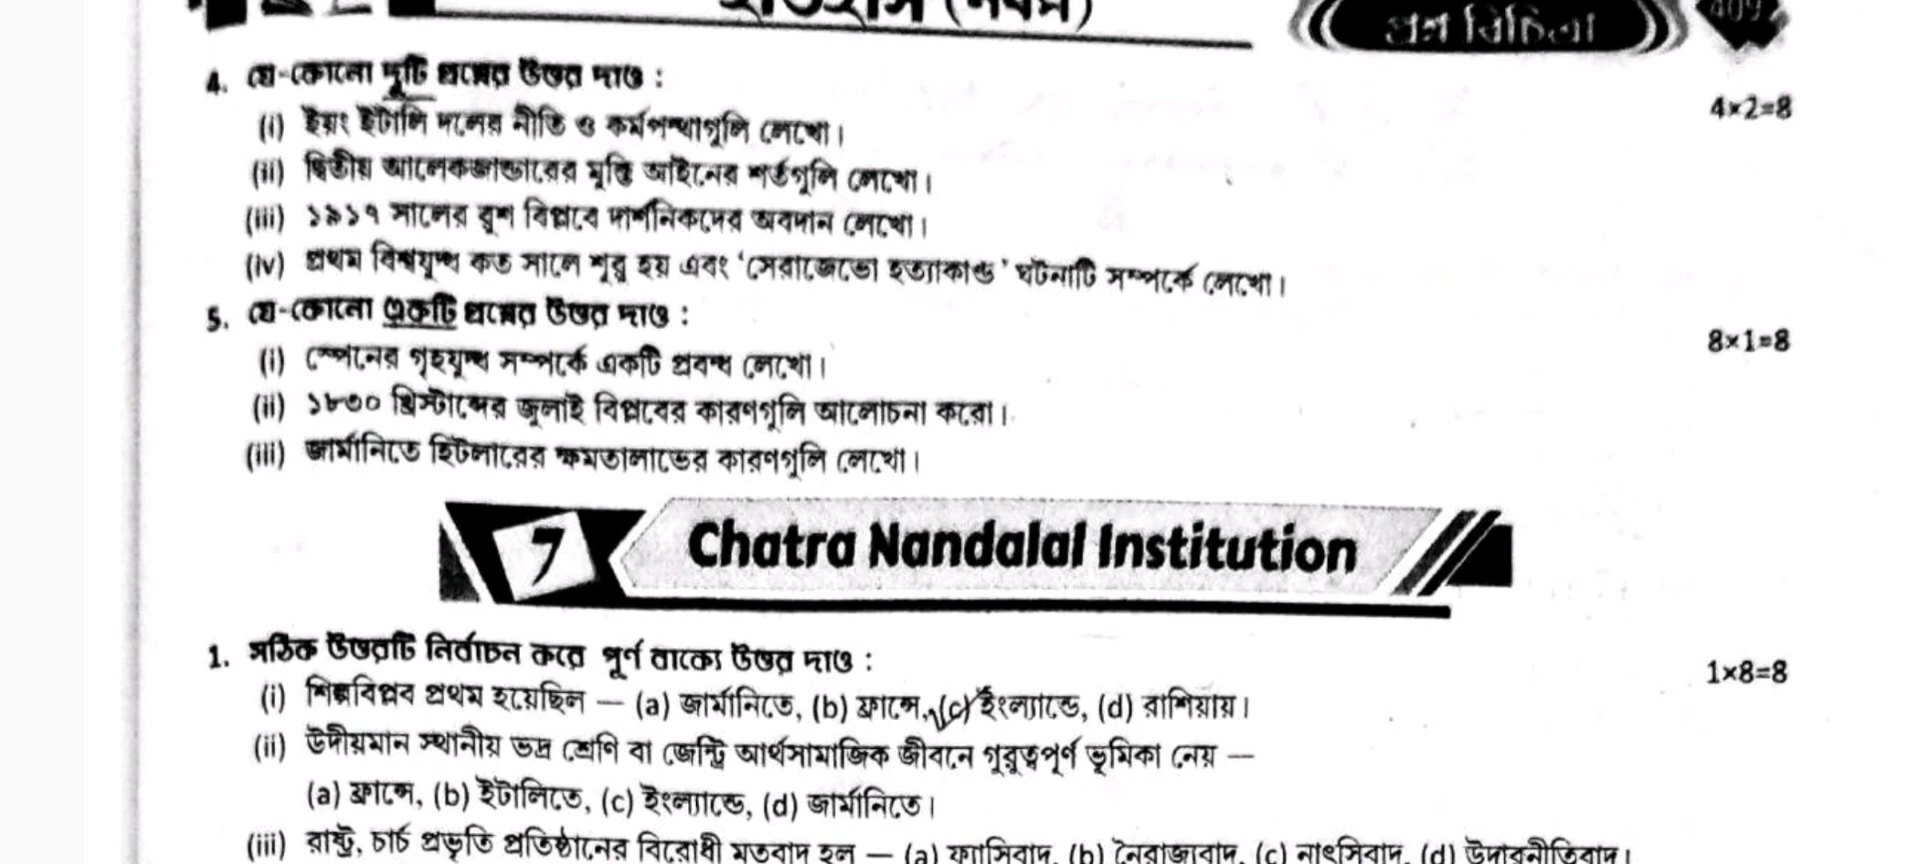 ইতিহাস (নবম)
প্রশ্ন বিচিত্রা
409
4. যে-কোনো দুটি প্রশ্নের উত্তর দাও : 4×2=8
(i) ইয়ং ইটালি দলের নীতি ও কর্মপন্থাগুলি লেখো।
(ii) দ্বিতীয় আলেকজান্ডারের মুক্তি আইনের শর্তগুলি লেখো।
(iii) ১৯১৭ সালের রুশ বিপ্লবে দার্শনিকদের অবদান লেখো।
(iv) প্রথম বিশ্বযুদ্ধ কত সালে শুরু হয় এবং ‘সেরাজেভো হত্যাকাণ্ড’ ঘটনাটি সম্পর্কে লেখো।
5. যে-কোনো একটি প্রশ্নের উত্তর দাও : 8×1=8
(i) স্পেনের গৃহযুদ্ধ সম্পর্কে একটি প্রবন্ধ লেখো।
(ii) ১৮৩০ খ্রিস্টাব্দের জুলাই বিপ্লবের কারণগুলি আলোচনা করো।
(iii) জার্মানিতে হিটলারের ক্ষমতালাভের কারণগুলি লেখো।
7 Chatra Nandalal Institution
1. সঠিক উত্তরটি নির্বাচন করে পূর্ণ বাক্যে উত্তর দাও : 1×8=8
(i) শিল্পবিপ্লব প্রথম হয়েছিল — (a) জার্মানিতে, (b) ফ্রান্সে, (c) ইংল্যান্ডে, (d) রাশিয়ায়।
(ii) উদীয়মান স্থানীয় ভদ্র শ্রেণি বা জেন্ট্রি আর্থসামাজিক জীবনে গুরুত্বপূর্ণ ভূমিকা নেয় —
(a) ফ্রান্সে, (b) ইটালিতে, (c) ইংল্যান্ডে, (d) জার্মানিতে।
(iii) রাষ্ট্র, চার্চ প্রভৃতি প্রতিষ্ঠানের বিরোধী মতবাদ হল — (a) ফ্যাসিবাদ, (b) নৈরাজ্যবাদ, (c) নাৎসিবাদ, (d) উদারনীতিবাদ।